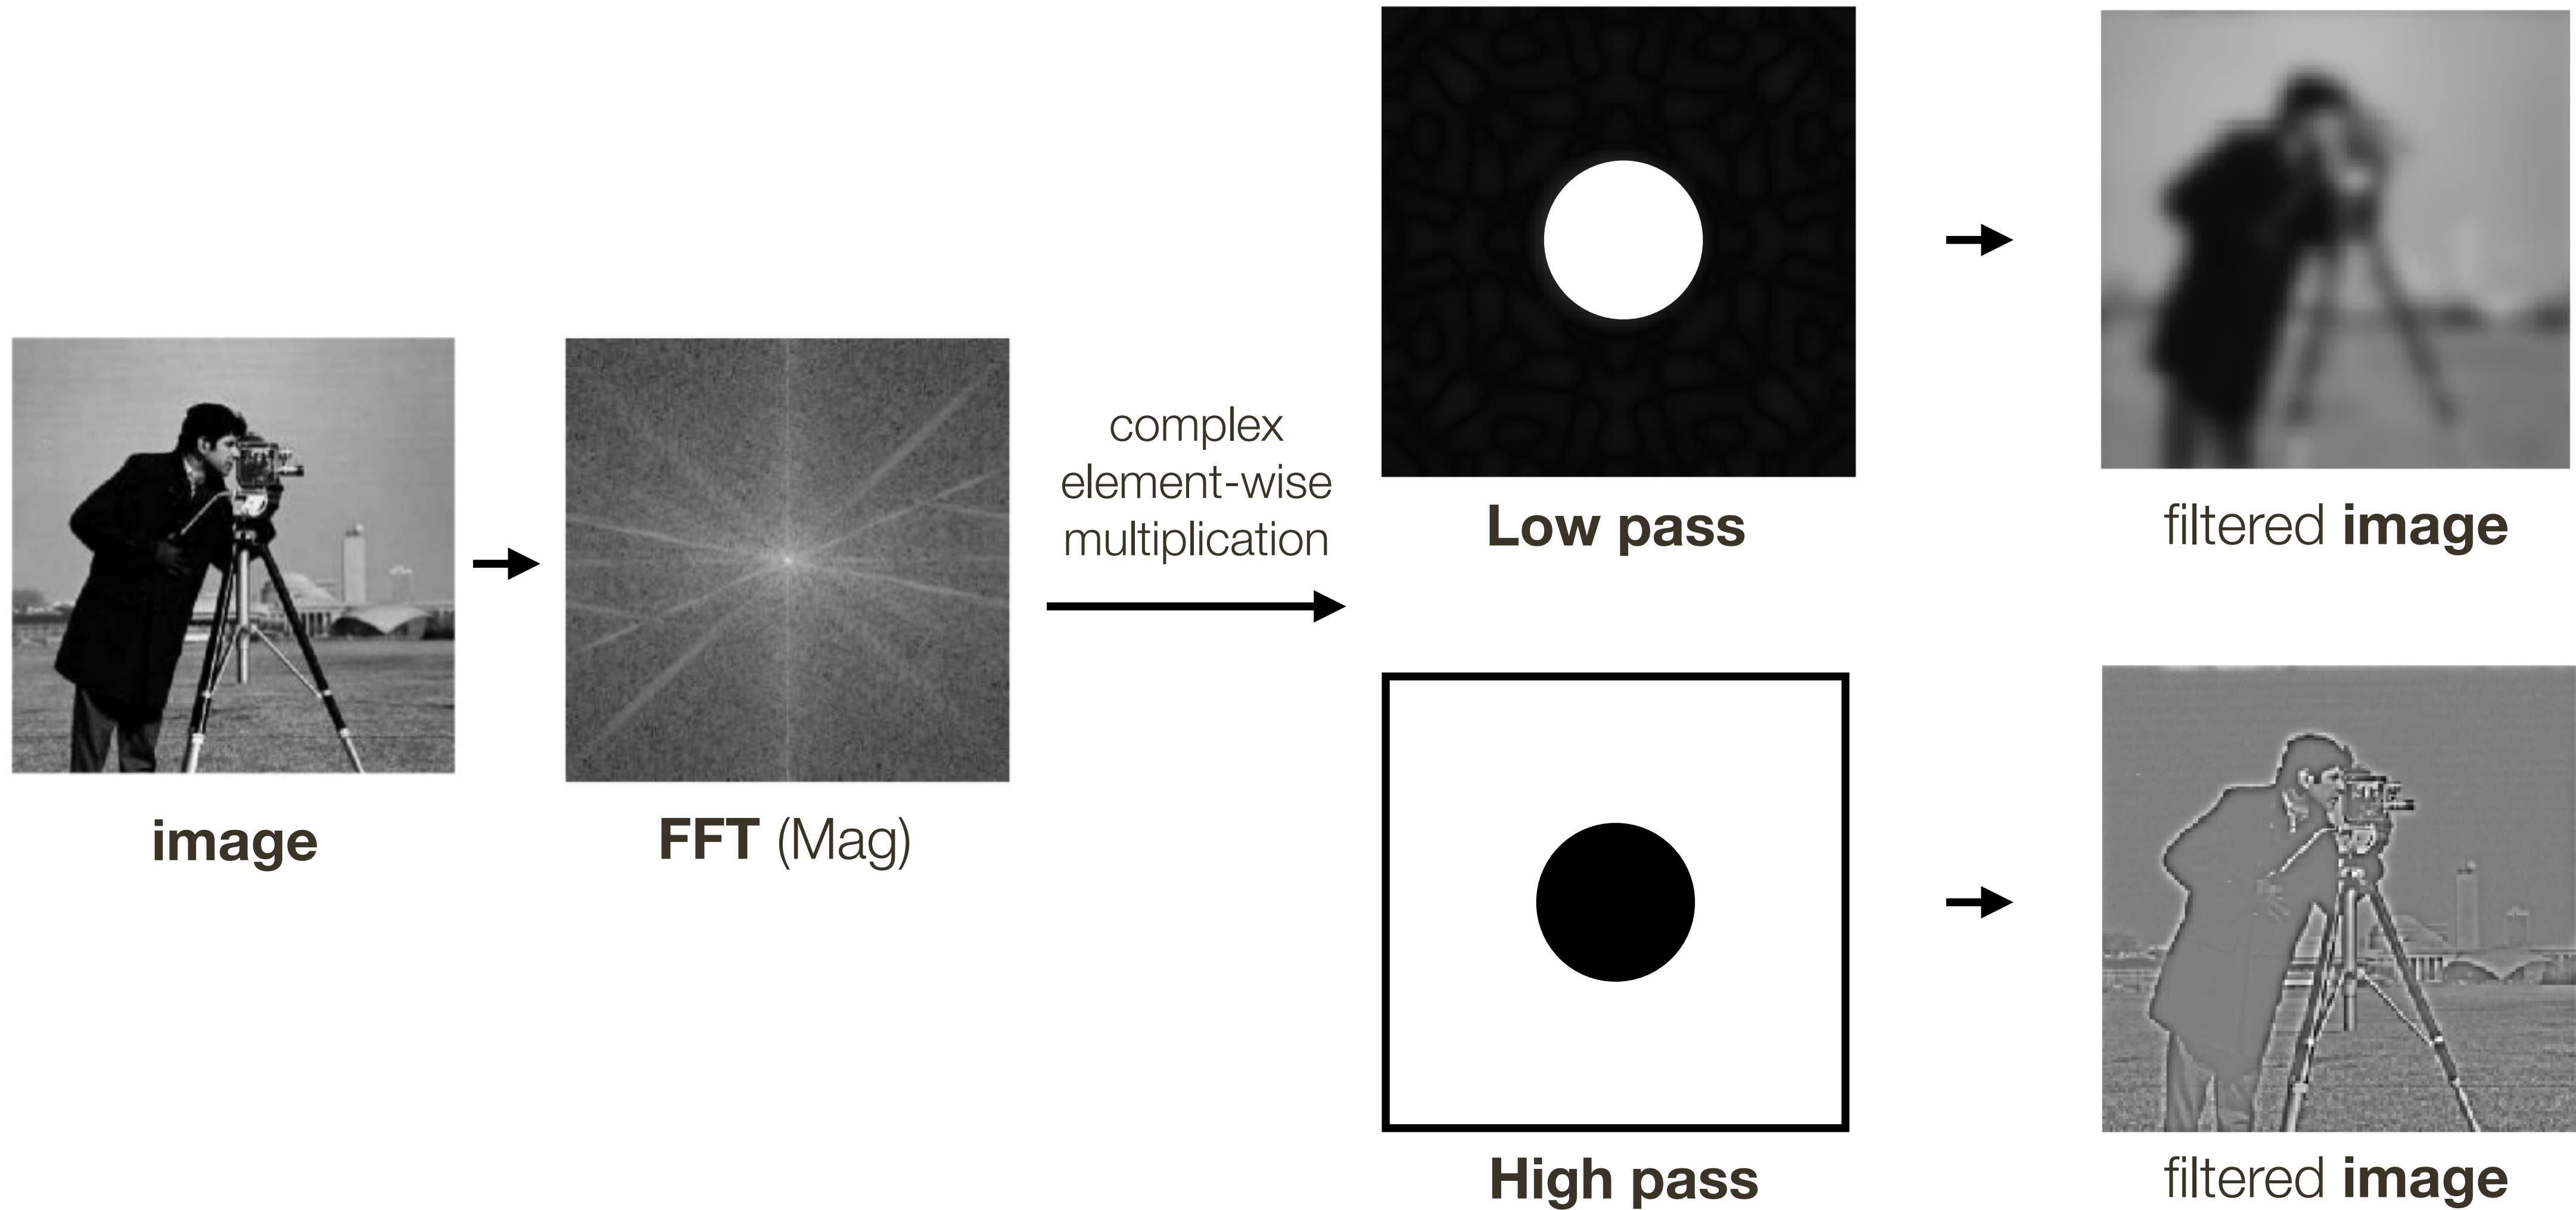 image
FFT (Mag)
complex
element-wise
multiplication
Low pass
filtered image
High pass
filtered image